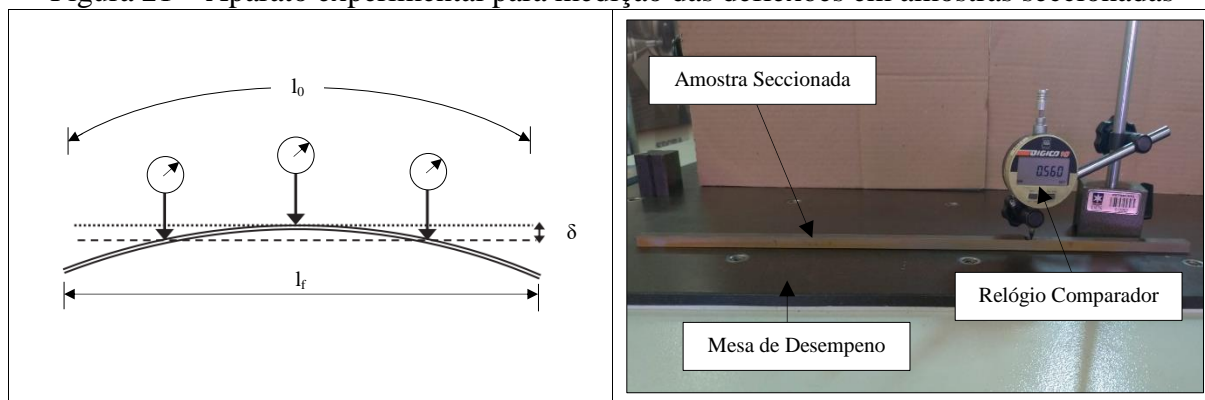 Figura 21 – Aparato experimental para medição das deflexões em amostras seccionadas
l0
δ
lf
Amostra Seccionada
DIGICO 10
0.560
Relógio Comparador
Mesa de Desempeno